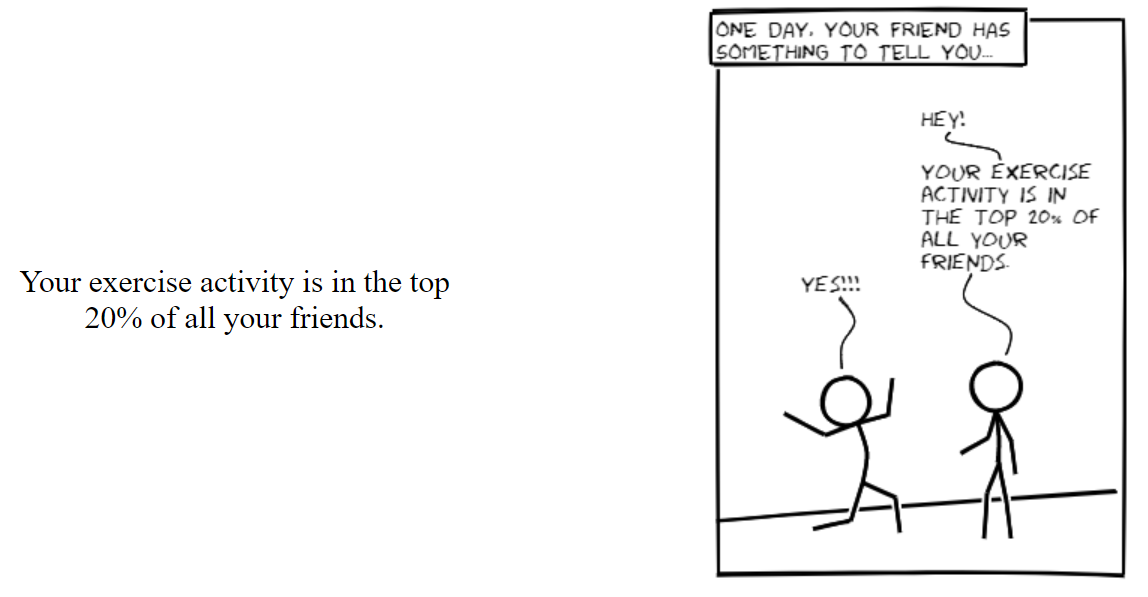 Your exercise activity is in the top
20% of all your friends.
ONE DAY, YOUR FRIEND HAS
SOMETHING TO TELL YOU...
HEY!
YOUR EXERCISE
ACTIVITY IS IN
THE TOP 20% OF
ALL YOUR
FRIENDS.
YES!!!